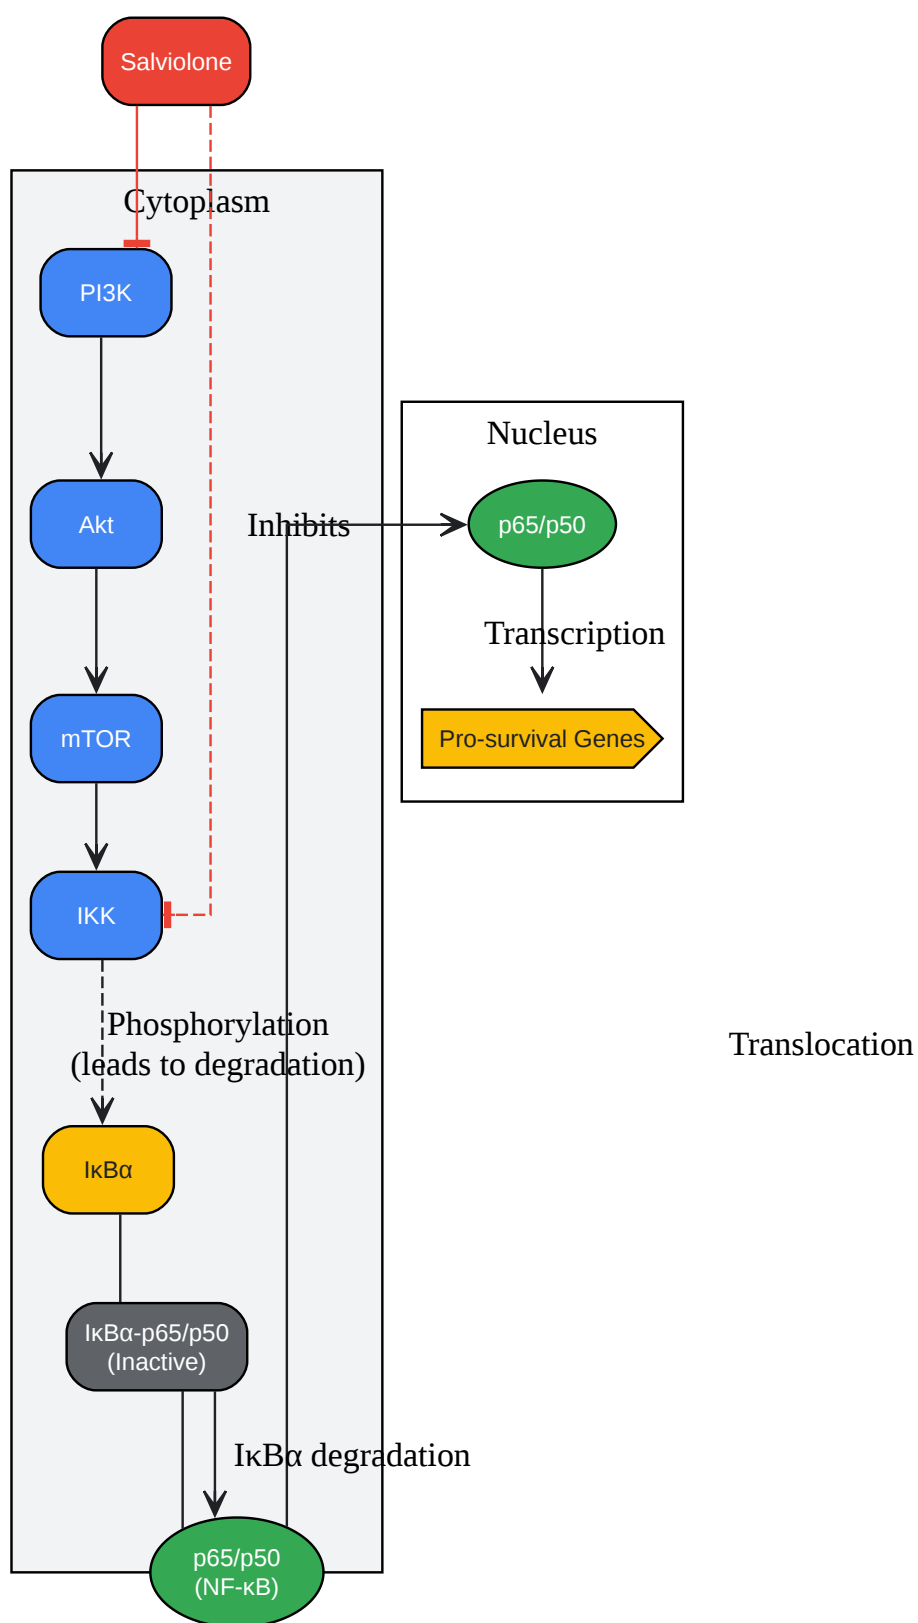 Salviolone
Cytoplasm
PI3K
Nucleus
Akt
Inhibits
p65/p50
Transcription
mTOR
Pro-survival Genes
IKK
Phosphorylation
(leads to degradation)
Translocation
IκBα
IκBα-p65/p50
(Inactive)
IκBα degradation
p65/p50
(NF-κB)